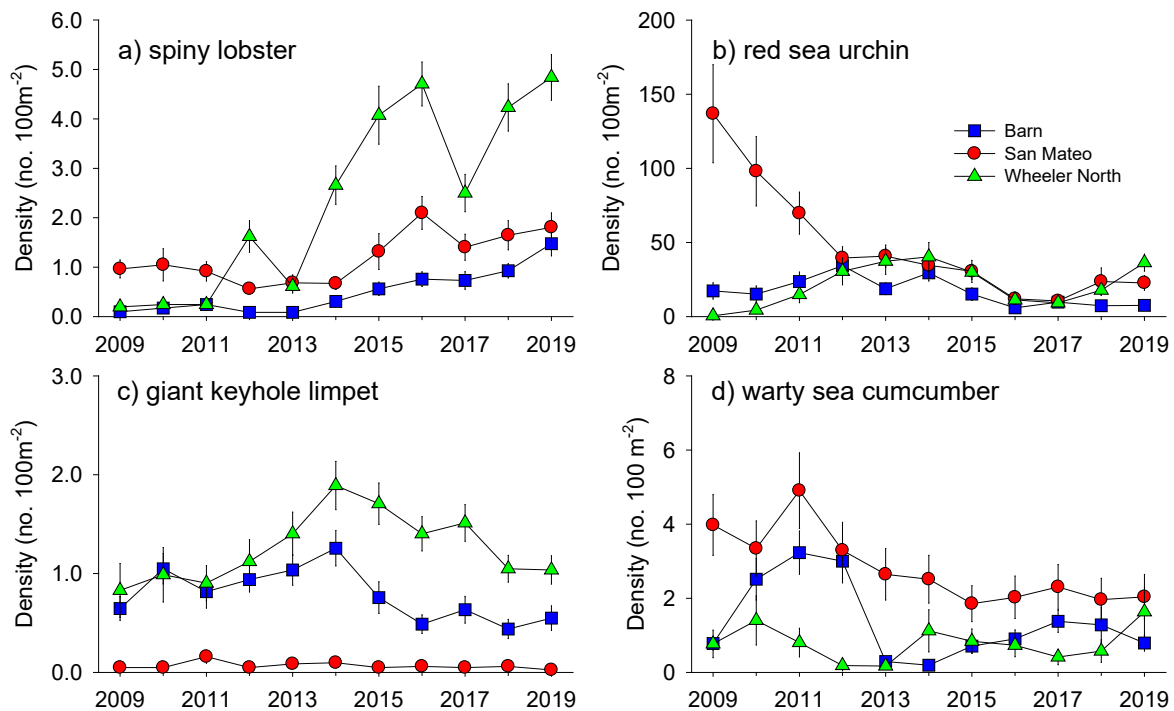 a) spiny lobster
Density (no. 100m-2)
6.0
5.0
4.0
3.0
2.0
1.0
0.0
2009 2011 2013 2015 2017 2019
b) red sea urchin
Density (no. 100m-2)
200
150
100
50
0
Barn
San Mateo
Wheeler North
2009 2011 2013 2015 2017 2019
c) giant keyhole limpet
Density (no. 100m-2)
3.0
2.0
1.0
0.0
2009 2011 2013 2015 2017 2019
d) warty sea cumcumber
Density (no. 100 m-2)
8
6
4
2
0
2009 2011 2013 2015 2017 2019